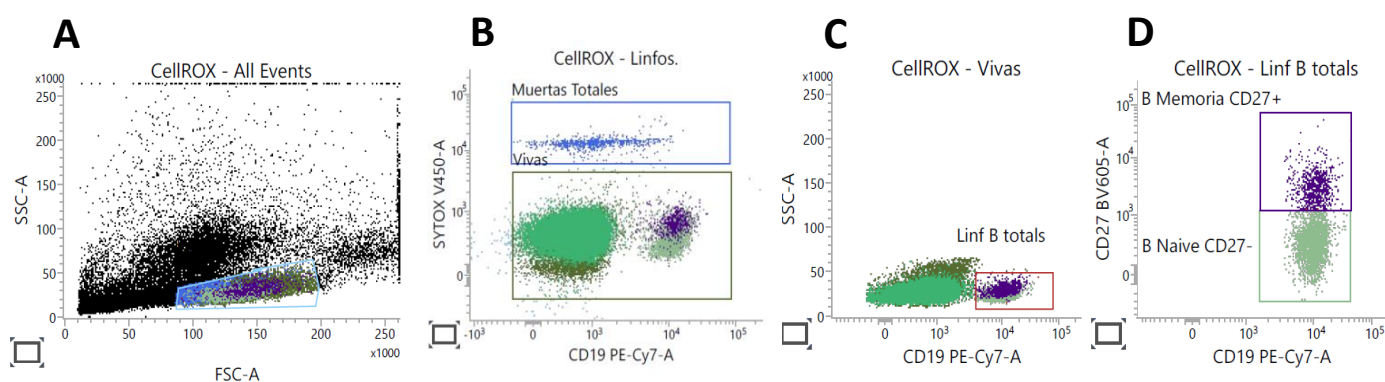 A
CellROX - All Events
x1000
250
200
150
100
50
0
SSC-A
0
50
100
150
200
250
x1000
FSC-A
B
CellROX - Linfos.
Muertas Totales
Vivas
10⁵
10⁴
10³
0
SYTOX V450-A
-10³
0
10³
10⁴
10⁵
CD19 PE-Cy7-A
C
CellROX - Vivas
x1000
250
200
150
100
50
0
SSC-A
Linf B totals
0
10³
10⁴
10⁵
CD19 PE-Cy7-A
D
CellROX - Linf B totals
B Memoria CD27+
B Naive CD27-
10⁵
10⁴
10³
0
CD27 BV605-A
0
10³
10⁴
10⁵
CD19 PE-Cy7-A